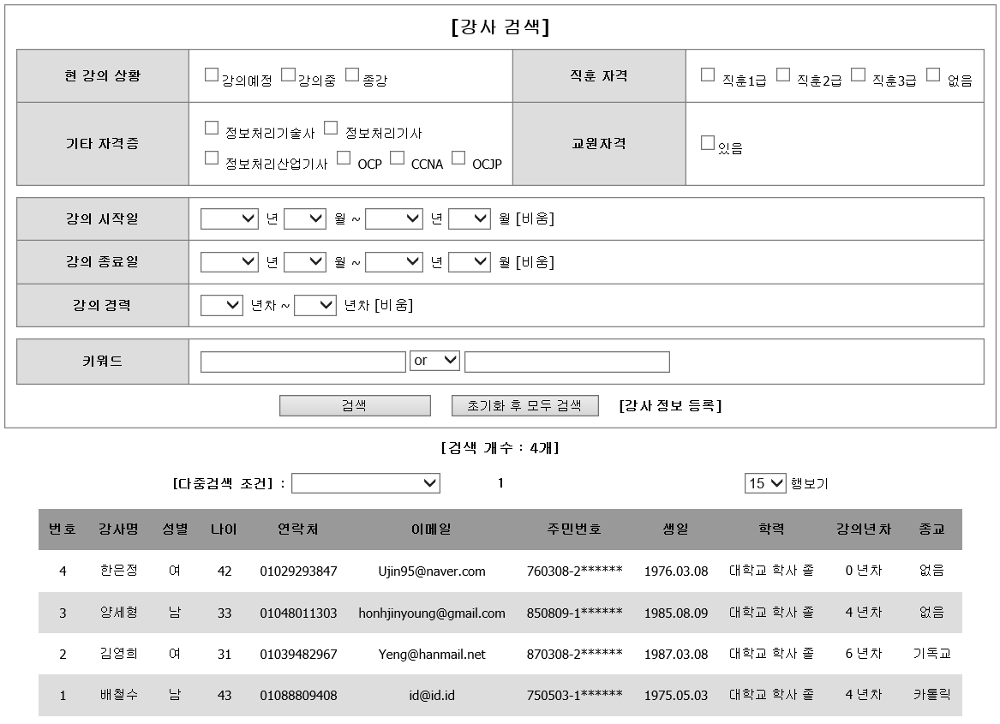 [강사 검색]
현 강의 상황 강의예정 강의중 종강 직훈 자격 직훈1급 직훈2급 직훈3급 없음
기타 자격증 정보처리기술사 정보처리기사 교원자격 있음
정보처리산업기사 OCP CCNA OCJP
강의 시작일 년 월 ~ 년 월 [비움]
강의 종료일 년 월 ~ 년 월 [비움]
강의 경력 년차 ~ 년차 [비움]
키워드 or
검색 초기화 후 모두 검색 [강사 정보 등록]
[검색 개수 : 4개]
[다중검색 조건] : 1 15 행보기
번호 강사명 성별 나이 연락처 이메일 주민번호 생일 학력 강의년차 종교
4 한은정 여 42 01029293847 Ujin95@naver.com 760308-2****** 1976.03.08 대학교 학사 졸 0 년차 없음
3 양세형 남 33 01048011303 honhjinyoung@gmail.com 850809-1****** 1985.08.09 대학교 학사 졸 4 년차 없음
2 김영희 여 31 01039482967 Yeng@hanmail.net 870308-2****** 1987.03.08 대학교 학사 졸 6 년차 기독교
1 배철수 남 43 01088809408 id@id.id 750503-1****** 1975.05.03 대학교 학사 졸 4 년차 카톨릭